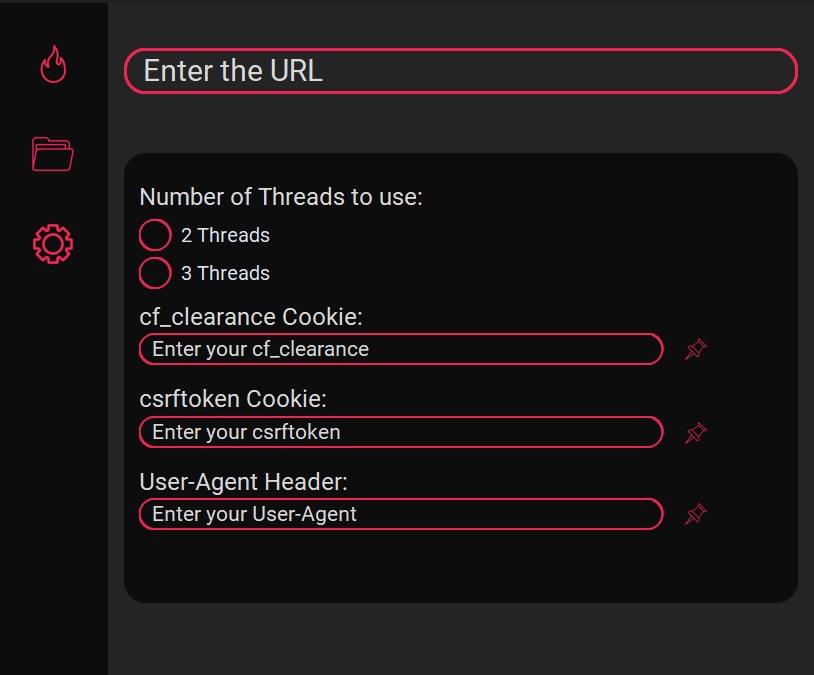 Enter the URL
Number of Threads to use:
2 Threads
3 Threads
cf_clearance Cookie:
Enter your cf_clearance
csrftoken Cookie:
Enter your csrftoken
User-Agent Header:
Enter your User-Agent